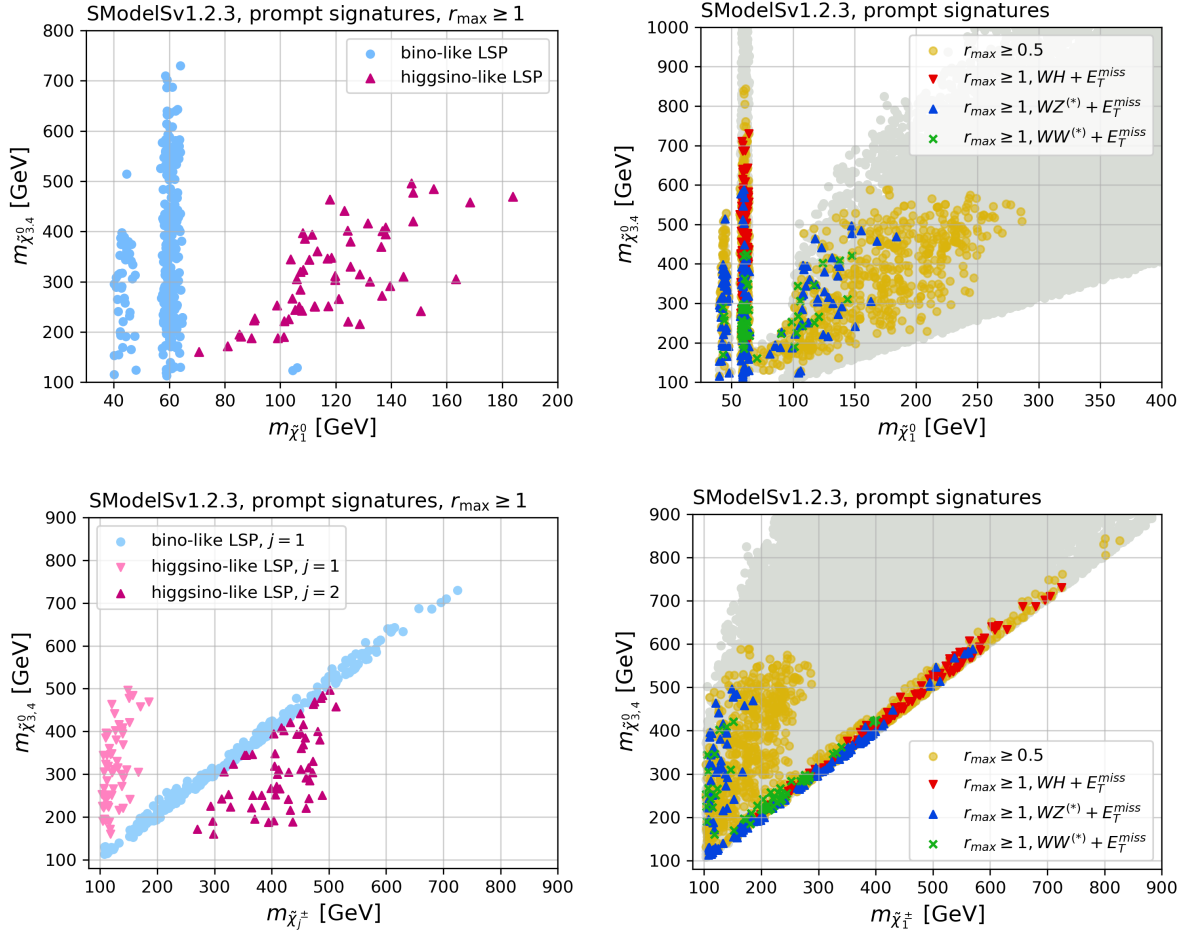 SModelSv1.2.3, prompt signatures, r_max ≥ 1
bino-like LSP
higgsino-like LSP
800
700
600
500
400
300
200
100
40 60 80 100 120 140 160 180 200
m_χ̃⁰₃,₄ [GeV]
m_χ̃⁰₁ [GeV]
SModelSv1.2.3, prompt signatures
r_max ≥ 0.5
r_max ≥ 1, WH + E_T^miss
r_max ≥ 1, WZ^(*) + E_T^miss
r_max ≥ 1, WW^(*) + E_T^miss
1000
900
800
700
600
500
400
300
200
100
50 100 150 200 250 300 350 400
m_χ̃⁰₃,₄ [GeV]
m_χ̃⁰₁ [GeV]
SModelSv1.2.3, prompt signatures, r_max ≥ 1
bino-like LSP, j = 1
higgsino-like LSP, j = 1
higgsino-like LSP, j = 2
900
800
700
600
500
400
300
200
100
100 200 300 400 500 600 700 800 900
m_χ̃⁰₃,₄ [GeV]
m_χ̃_j^± [GeV]
SModelSv1.2.3, prompt signatures
900
800
700
600
500
400
300
200
100
r_max ≥ 0.5
r_max ≥ 1, WH + E_T^miss
r_max ≥ 1, WZ^(*) + E_T^miss
r_max ≥ 1, WW^(*) + E_T^miss
100 200 300 400 500 600 700 800 900
m_χ̃⁰₃,₄ [GeV]
m_χ̃₁^± [GeV]